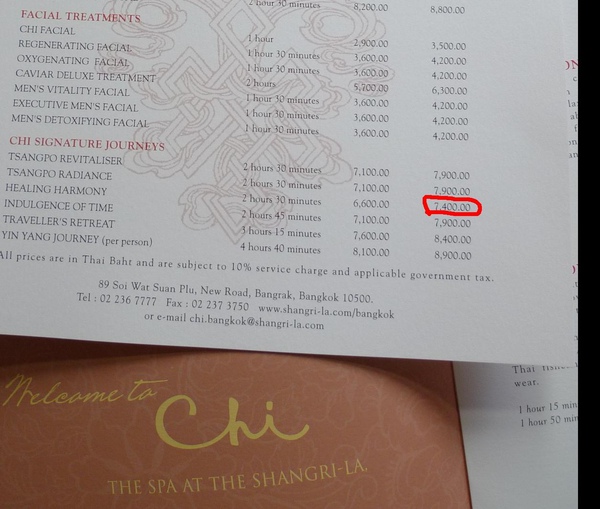 hour 30 minutes 8,200.00 8,800.00
FACIAL TREATMENTS
CHI FACIAL 1 hour 2,900.00 3,500.00
REGENERATING FACIAL 1 hour 30 minutes 3,600.00 4,200.00
OXYGENATING FACIAL 1 hour 30 minutes 3,600.00 4,200.00
CAVIAR DELUXE TREATMENT 2 hours 5,700.00 6,300.00
MEN'S VITALITY FACIAL 1 hour 30 minutes 3,600.00 4,200.00
EXECUTIVE MEN'S FACIAL 1 hour 30 minutes 3,600.00 4,200.00
MEN'S DETOXIFYING FACIAL 1 hour 30 minutes 3,600.00 4,200.00
CHI SIGNATURE JOURNEYS
TSANGPO REVITALISER 2 hours 30 minutes 7,100.00 7,900.00
TSANGPO RADIANCE 2 hours 30 minutes 7,100.00 7,900.00
HEALING HARMONY 2 hours 30 minutes 6,600.00 7,400.00
INDULGENCE OF TIME 2 hours 45 minutes 7,100.00 7,900.00
TRAVELLER'S RETREAT 3 hours 15 minutes 7,600.00 8,400.00
YIN YANG JOURNEY (per person) 4 hours 40 minutes 8,100.00 8,900.00
All prices are in Thai Baht and are subject to 10% service charge and applicable government tax.
89 Soi Wat Suan Plu, New Road, Bangrak, Bangkok 10500.
Tel : 02 236 7777 Fax : 02 237 3750 www.shangri-la.com/bangkok
or e-mail chi.bangkok@shangri-la.com
Welcome to
Chi
THE SPA AT THE SHANGRI-LA.
Thai
wear.
1 hour 15 min
1 hour 50 min